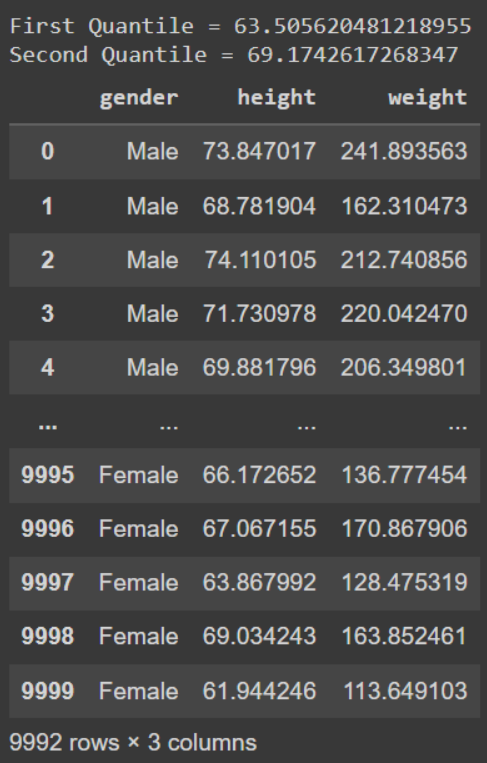 First Quantile = 63.505620481218955
Second Quantile = 69.1742617268347
gender height weight
0 Male 73.847017 241.893563
1 Male 68.781904 162.310473
2 Male 74.110105 212.740856
3 Male 71.730978 220.042470
4 Male 69.881796 206.349801
... ... ... ...
9995 Female 66.172652 136.777454
9996 Female 67.067155 170.867906
9997 Female 63.867992 128.475319
9998 Female 69.034243 163.852461
9999 Female 61.944246 113.649103
9992 rows × 3 columns